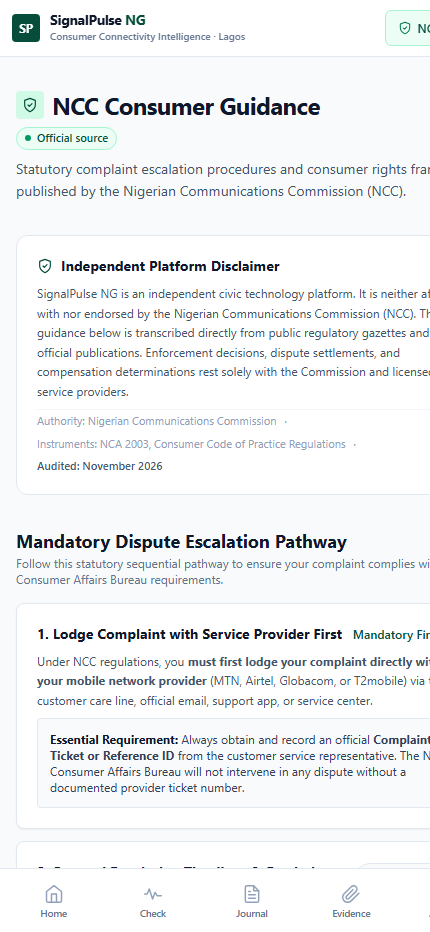 SP
SignalPulse NG
Consumer Connectivity Intelligence · Lagos
NCC Consumer Guidance
Official source
Statutory complaint escalation procedures and consumer rights
published by the Nigerian Communications Commission (NCC).
Independent Platform Disclaimer
SignalPulse NG is an independent civic technology platform. It is neither
with nor endorsed by the Nigerian Communications Commission (NCC).
guidance below is transcribed directly from public regulatory gazettes and
official publications. Enforcement decisions, dispute settlements, and
compensation determinations rest solely with the Commission and
service providers.
Authority: Nigerian Communications Commission ·
Instruments: NCA 2003, Consumer Code of Practice Regulations ·
Audited: November 2026
Mandatory Dispute Escalation Pathway
Follow this statutory sequential pathway to ensure your complaint complies
Consumer Affairs Bureau requirements.
1. Lodge Complaint with Service Provider First Mandatory
Under NCC regulations, you must first lodge your complaint directly
your mobile network provider (MTN, Airtel, Globacom, or T2mobile) via
customer care line, official email, support app, or service center.
Essential Requirement: Always obtain and record an official Complaint
Ticket or Reference ID from the customer service representative. The
Consumer Affairs Bureau will not intervene in any dispute without a
documented provider ticket number.
Home Check Journal Evidence